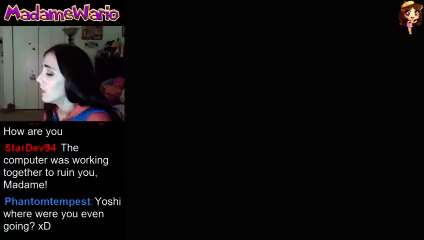 MadameWario
How are you
StarDev94: The
computer was working
together to ruin you,
Madame!
Phantomtempest: Yoshi
where were you even
going? xD